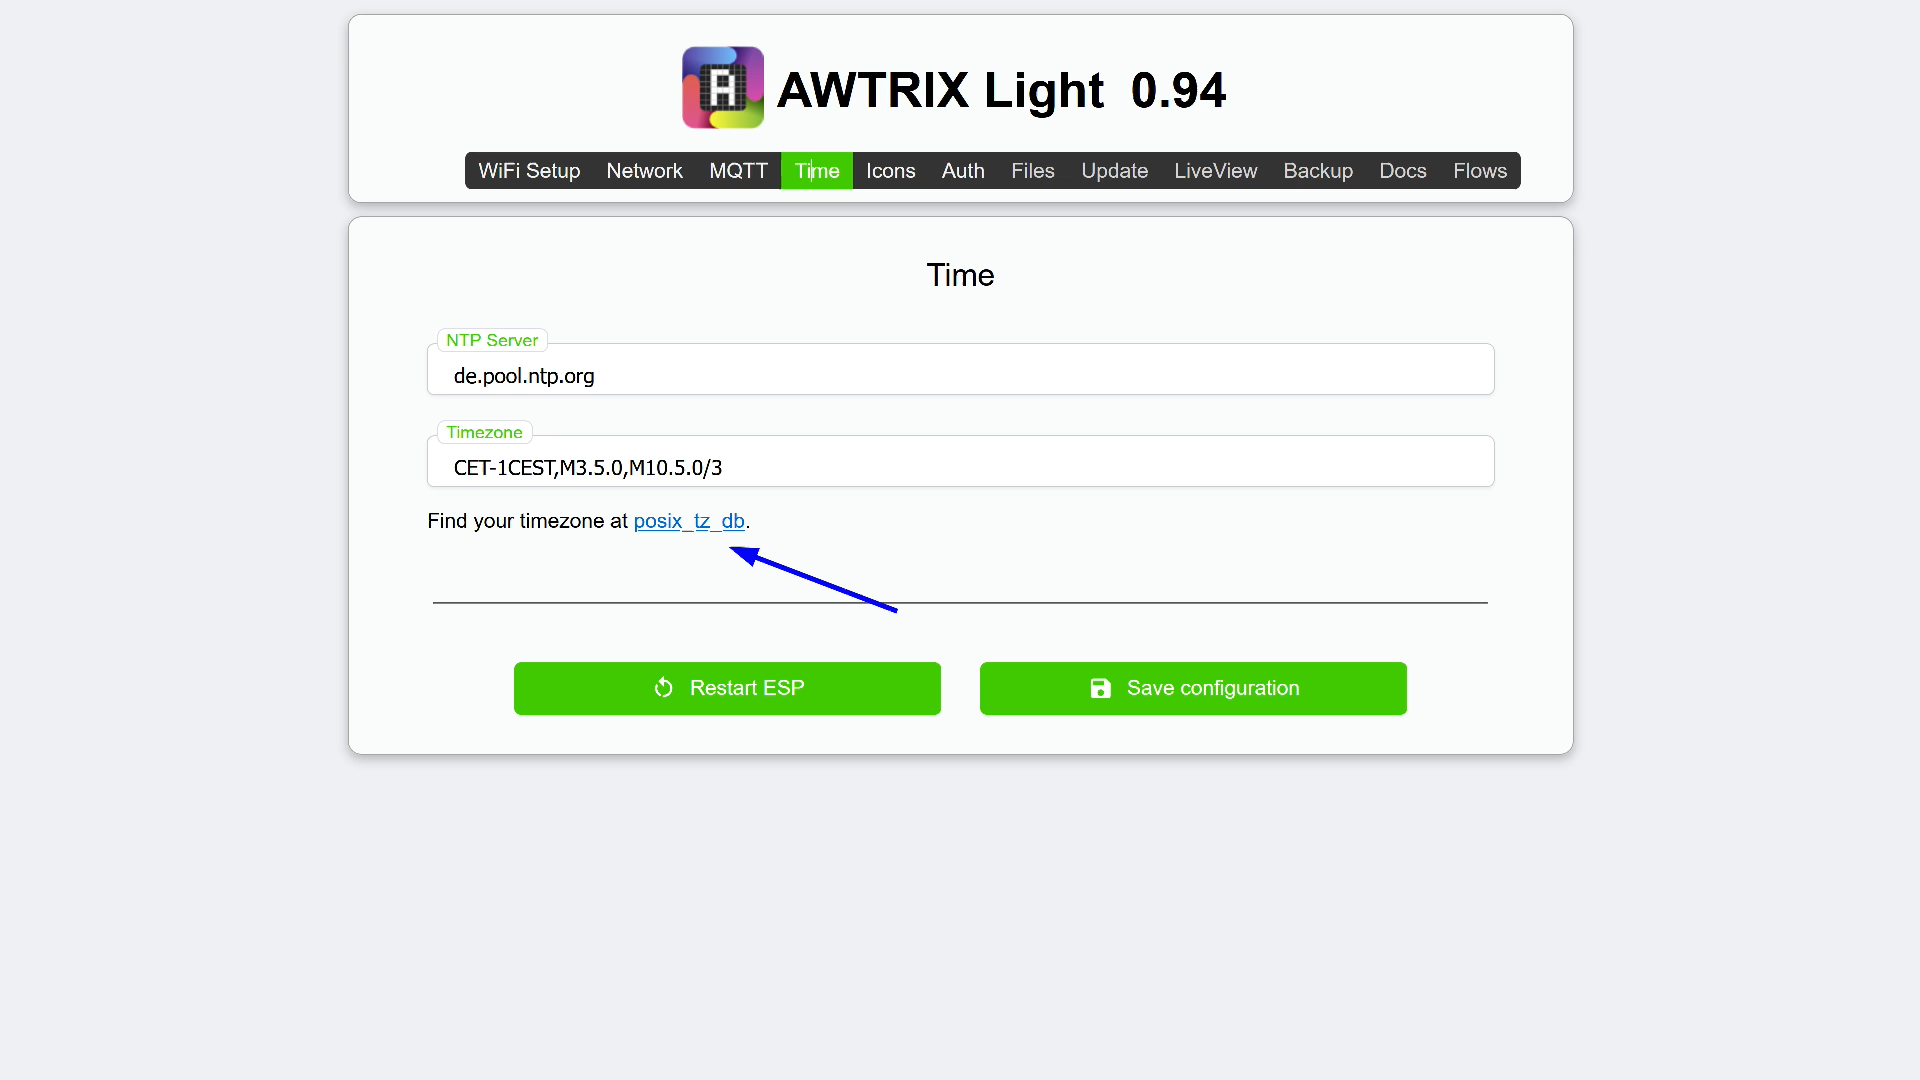 AWTRIX Light 0.94
WiFi Setup Network MQTT Time Icons Auth Files Update LiveView Backup Docs Flows
Time
NTP Server
de.pool.ntp.org
Timezone
CET-1CEST,M3.5.0,M10.5.0/3
Find your timezone at posix_tz_db.
Restart ESP Save configuration